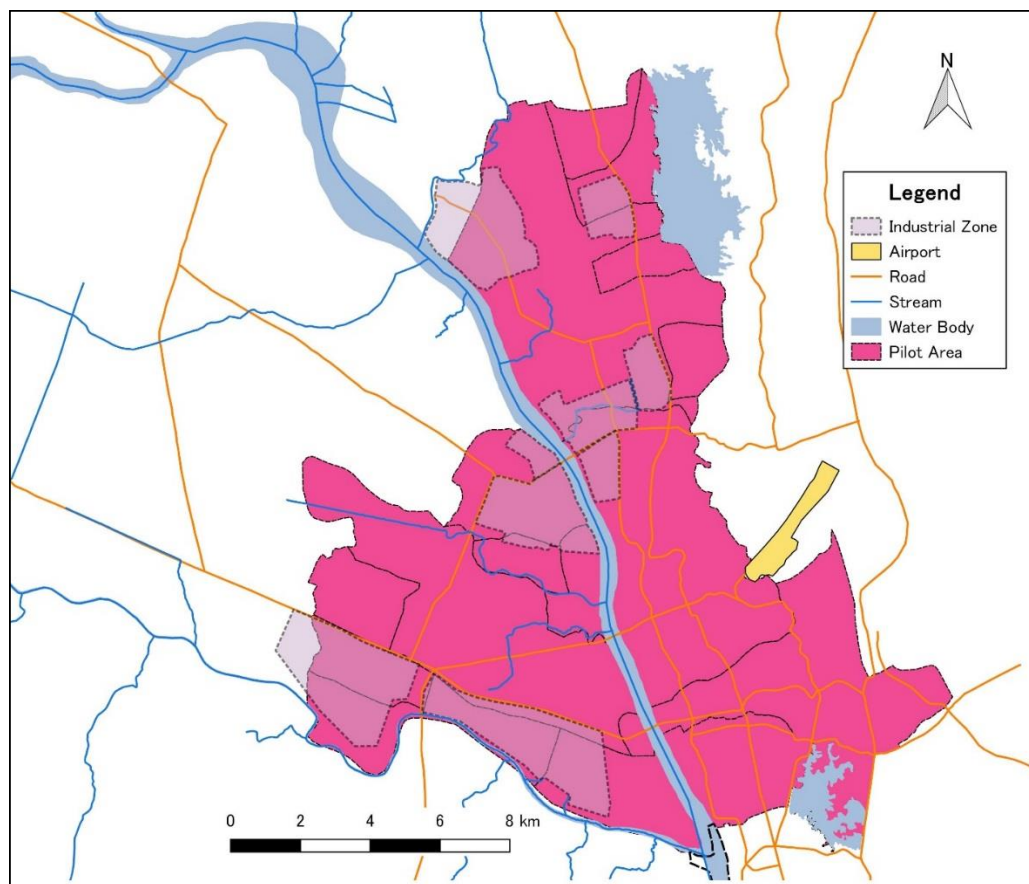 N
Legend
Industrial Zone
Airport
Road
Stream
Water Body
Pilot Area
0 2 4 6 8 km